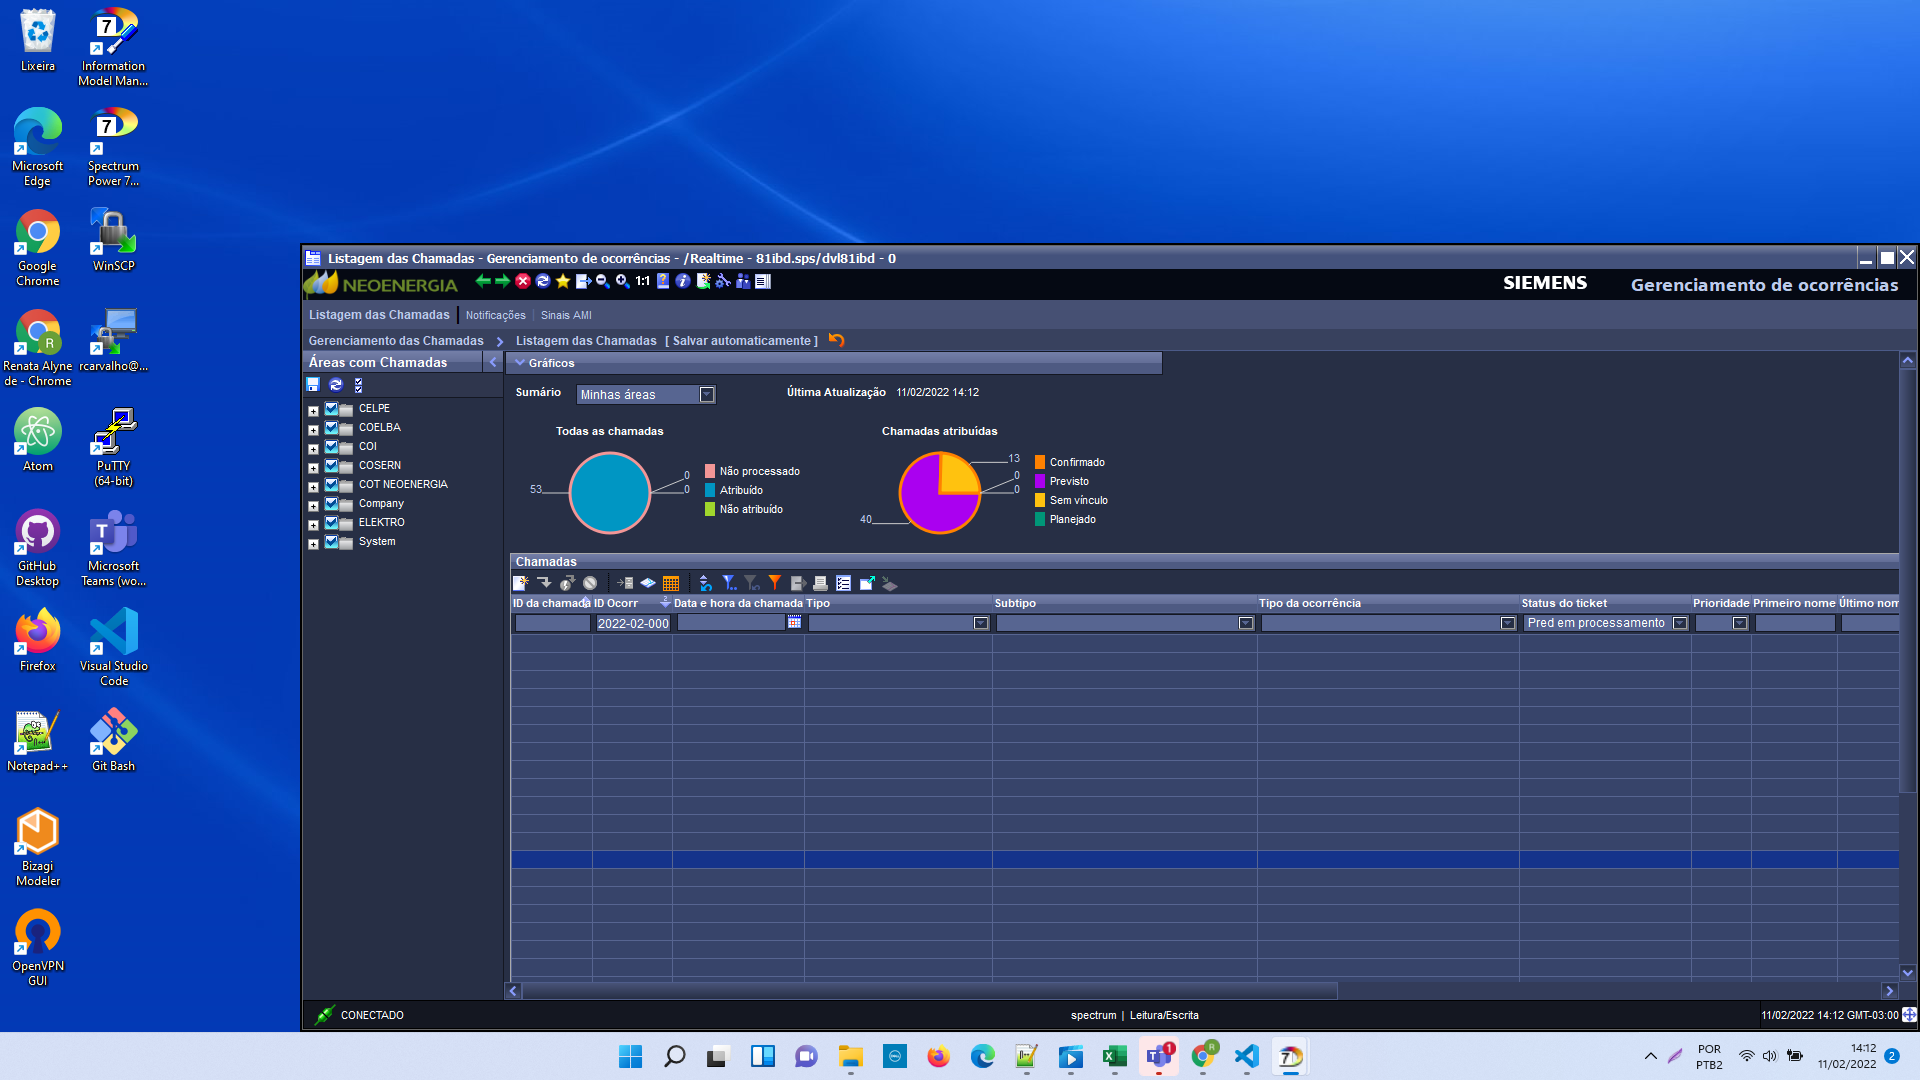 Lixeira
Information
Model Man...
Microsoft
Edge
Spectrum
Power 7...
Google
Chrome
WinSCP
Renata Alyne
de - Chrome
rcarvalho@...
Atom
PuTTY
(64-bit)
GitHub
Desktop
Microsoft
Teams (wo...
Firefox
Visual Studio
Code
Notepad++
Git Bash
Bizagi
Modeler
OpenVPN
GUI
Listagem das Chamadas - Gerenciamento de ocorrências - /Realtime - 81ibd.sps/dvl81ibd - 0
NEOENERGIA
1:1
SIEMENS
Gerenciamento de ocorrências
Listagem das Chamadas
Notificações
Sinais AMI
Gerenciamento das Chamadas
Listagem das Chamadas [ Salvar automaticamente ]
Áreas com Chamadas
CELPE
COELBA
COI
COSERN
COT NEOENERGIA
Company
ELEKTRO
System
Gráficos
Sumário
Minhas áreas
Última Atualização 11/02/2022 14:12
Todas as chamadas
53
0
0
Não processado
Atribuído
Não atribuído
Chamadas atribuídas
13
0
0
40
Confirmado
Previsto
Sem vínculo
Planejado
Chamadas
ID da chamada ID Ocorr 2 Data e hora da chamada Tipo Subtipo Tipo da ocorrência Status do ticket Prioridade Primeiro nome Último nom
2022-02-000 Pred em processamento
CONECTADO
spectrum | Leitura/Escrita
11/02/2022 14:12 GMT-03:00
1
R
7
POR
PTB2
14:12
11/02/2022
2